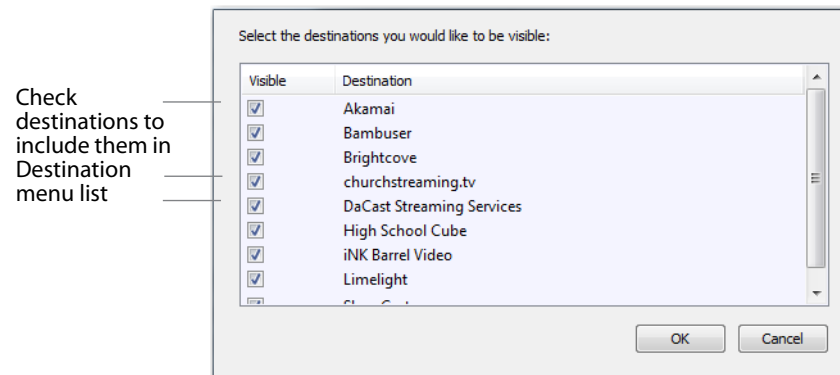 Select the destinations you would like to be visible:
Visible Destination
Check
destinations to
include them in
Destination
menu list
Akamai
Bambuser
Brightcove
churchstreaming.tv
DaCast Streaming Services
High School Cube
iNK Barrel Video
Limelight
OK Cancel